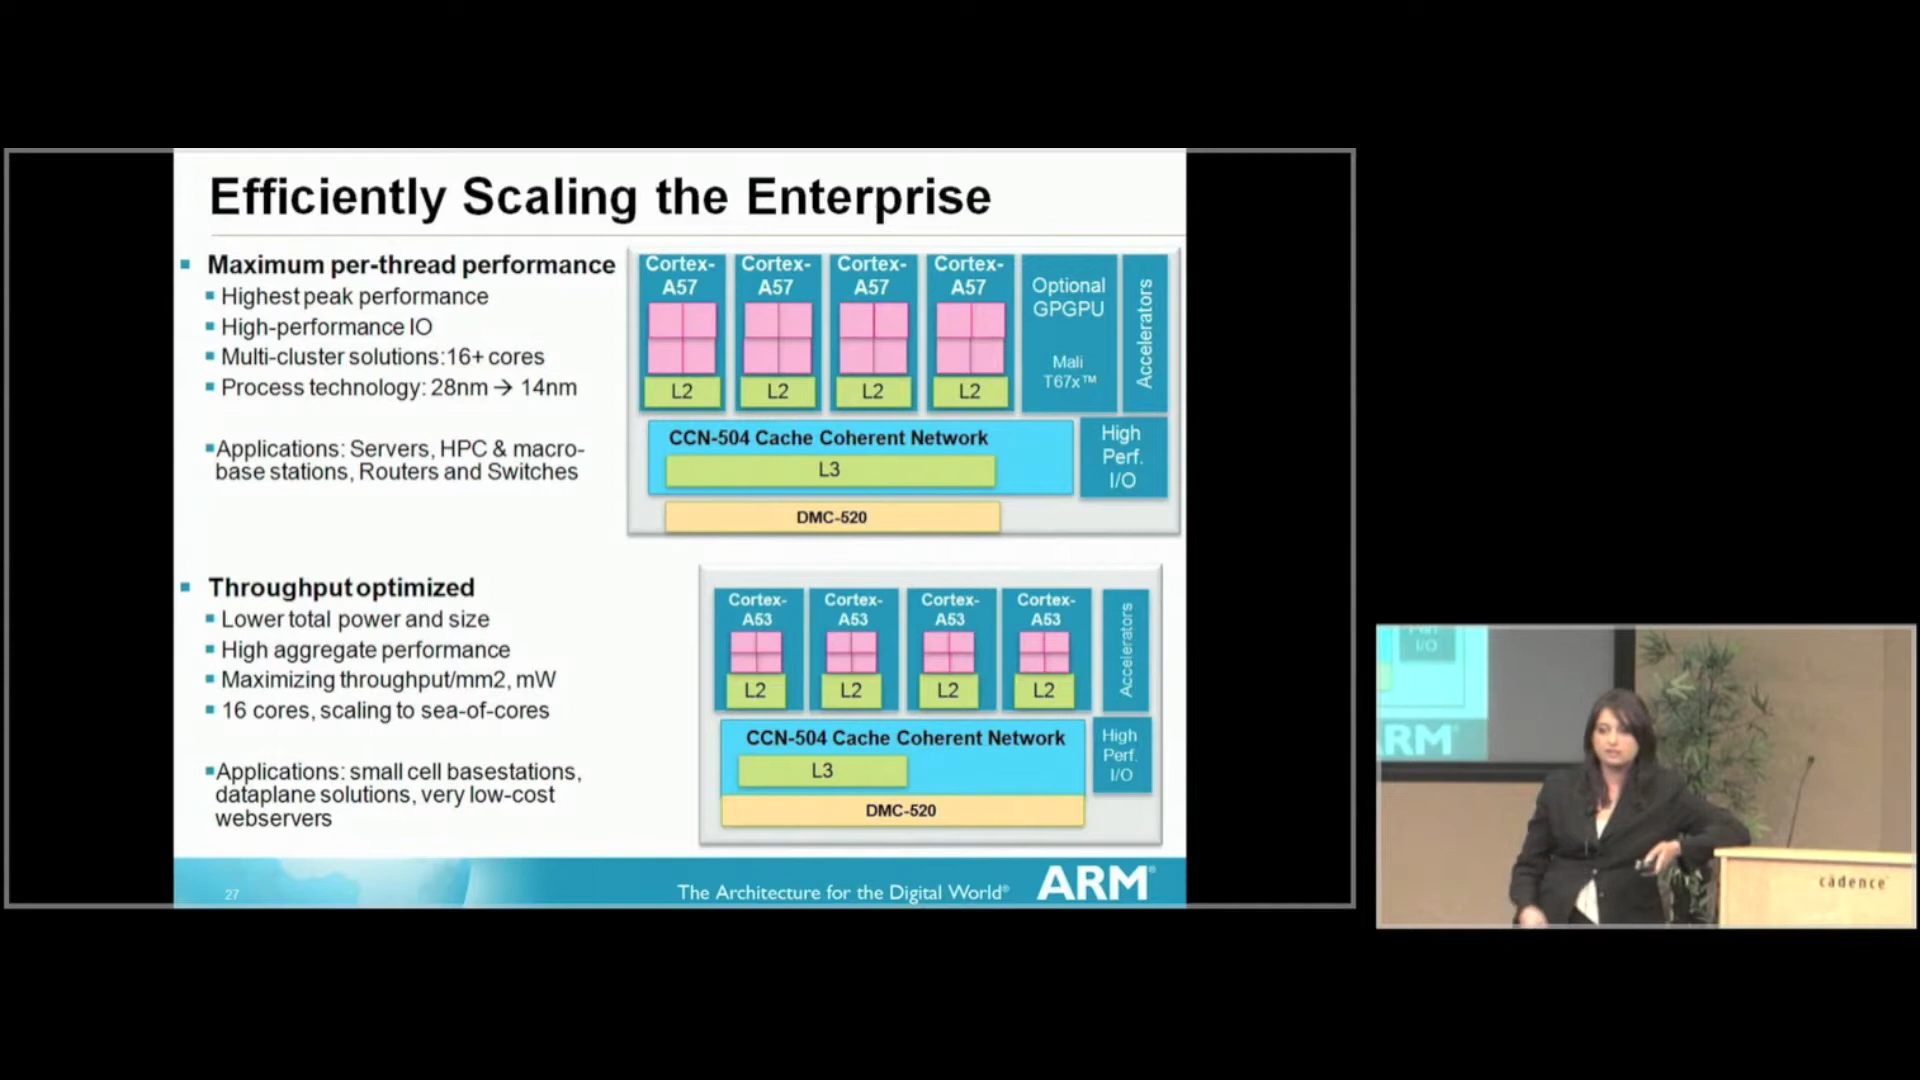 Efficiently Scaling the Enterprise
Maximum per-thread performance
Highest peak performance
High-performance IO
Multi-cluster solutions:16+ cores
Process technology: 28nm → 14nm
Applications: Servers, HPC & macro-
base stations, Routers and Switches
Cortex-
A57
L2
Cortex-
A57
L2
Cortex-
A57
L2
Cortex-
A57
L2
Optional
GPGPU
Mali
T67x™
Accelerators
CCN-504 Cache Coherent Network
L3
High
Perf.
I/O
DMC-520
Throughput optimized
Lower total power and size
High aggregate performance
Maximizing throughput/mm2, mW
16 cores, scaling to sea-of-cores
Applications: small cell basestations,
dataplane solutions, very low-cost
webservers
Cortex-
A53
L2
Cortex-
A53
L2
Cortex-
A53
L2
Cortex-
A53
L2
Accelerators
CCN-504 Cache Coherent Network
L3
High
Perf.
I/O
DMC-520
27
The Architecture for the Digital World®
ARM®
I/O
ARM
cādence